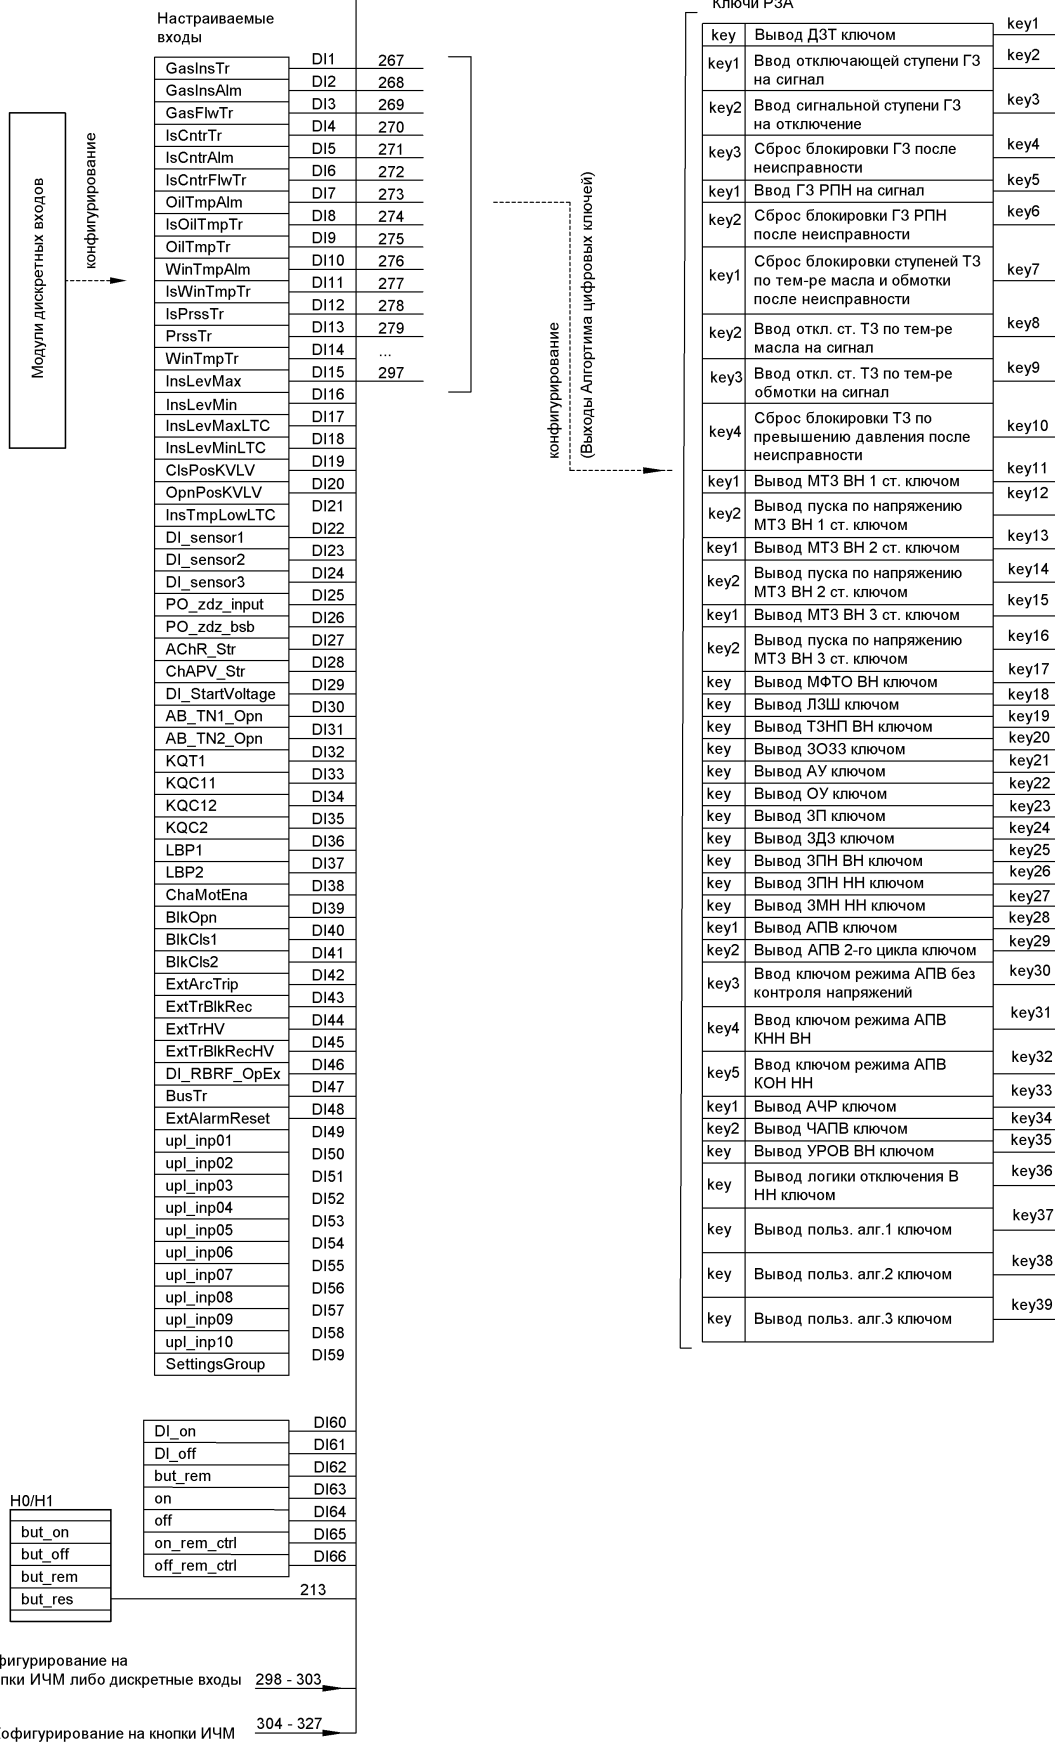 Настраиваемые
входы
GasInsTr
GasInsAlm
GasFlwTr
IsCntrTr
IsCntrAlm
IsCntrFlwTr
OilTmpAlm
IsOilTmpTr
OilTmpTr
WinTmpAlm
IsWinTmpTr
IsPrssTr
PrssTr
WinTmpTr
InsLevMax
InsLevMin
InsLevMaxLTC
InsLevMinLTC
ClsPosKVLV
OpnPosKVLV
InsTmpLowLTC
DI_sensor1
DI_sensor2
DI_sensor3
PO_zdz_input
PO_zdz_bsb
AChR_Str
ChAPV_Str
DI_StartVoltage
AB_TN1_Opn
AB_TN2_Opn
KQT1
KQC11
KQC12
KQC2
LBP1
LBP2
ChaMotEna
BlkOpn
BlkCls1
BlkCls2
ExtArcTrip
ExtTrBlkRec
ExtTrHV
ExtTrBlkRecHV
DI_RBRF_OpEx
BusTr
ExtAlarmReset
upl_inp01
upl_inp02
upl_inp03
upl_inp04
upl_inp05
upl_inp06
upl_inp07
upl_inp08
upl_inp09
upl_inp10
SettingsGroup
DI1
DI2
DI3
DI4
DI5
DI6
DI7
DI8
DI9
DI10
DI11
DI12
DI13
DI14
DI15
DI16
DI17
DI18
DI19
DI20
DI21
DI22
DI23
DI24
DI25
DI26
DI27
DI28
DI29
DI30
DI31
DI32
DI33
DI34
DI35
DI36
DI37
DI38
DI39
DI40
DI41
DI42
DI43
DI44
DI45
DI46
DI47
DI48
DI49
DI50
DI51
DI52
DI53
DI54
DI55
DI56
DI57
DI58
DI59
267
268
269
270
271
272
273
274
275
276
277
278
279
...
297
Модули дискретных входов
конфигурирование
DI_on
DI_off
but_rem
on
off
on_rem_ctrl
off_rem_ctrl
DI60
DI61
DI62
DI63
DI64
DI65
DI66
H0/H1
but_on
but_off
but_rem
but_res
213
фигурирование на
пки ИЧМ либо дискретные входы
298 - 303
офигурирование на кнопки ИЧМ
304 - 327
конфигурирование
(Выходы Алгортима цифровых ключей)
Ключи РЗА
key Вывод ДЗТ ключом
key1 Ввод отключающей ступени ГЗ
на сигнал
key2 Ввод сигнальной ступени ГЗ
на отключение
key3 Сброс блокировки ГЗ после
неисправности
key1 Ввод ГЗ РПН на сигнал
key2 Сброс блокировки ГЗ РПН
после неисправности
key1 Сброс блокировки ступеней ТЗ
по тем-ре масла и обмотки
после неисправности
key2 Ввод откл. ст. ТЗ по тем-ре
масла на сигнал
key3 Ввод откл. ст. ТЗ по тем-ре
обмотки на сигнал
key4 Сброс блокировки ТЗ по
превышению давления после
неисправности
key1 Вывод МТЗ ВН 1 ст. ключом
key2 Вывод пуска по напряжению
МТЗ ВН 1 ст. ключом
key1 Вывод МТЗ ВН 2 ст. ключом
key2 Вывод пуска по напряжению
МТЗ ВН 2 ст. ключом
key1 Вывод МТЗ ВН 3 ст. ключом
key2 Вывод пуска по напряжению
МТЗ ВН 3 ст. ключом
key Вывод МФТО ВН ключом
key Вывод ЛЗШ ключом
key Вывод ТЗНП ВН ключом
key Вывод ЗОЗЗ ключом
key Вывод АУ ключом
key Вывод ОУ ключом
key Вывод ЗП ключом
key Вывод ЗДЗ ключом
key Вывод ЗПН ВН ключом
key Вывод ЗПН НН ключом
key Вывод ЗМН НН ключом
key1 Вывод АПВ ключом
key2 Вывод АПВ 2-го цикла ключом
key3 Ввод ключом режима АПВ без
контроля напряжений
key4 Ввод ключом режима АПВ
КНН ВН
key5 Ввод ключом режима АПВ
КОН НН
key1 Вывод АЧР ключом
key2 Вывод ЧАПВ ключом
key Вывод УРОВ ВН ключом
key Вывод логики отключения В
НН ключом
key Вывод польз. алг.1 ключом
key Вывод польз. алг.2 ключом
key Вывод польз. алг.3 ключом
key1
key2
key3
key4
key5
key6
key7
key8
key9
key10
key11
key12
key13
key14
key15
key16
key17
key18
key19
key20
key21
key22
key23
key24
key25
key26
key27
key28
key29
key30
key31
key32
key33
key34
key35
key36
key37
key38
key39